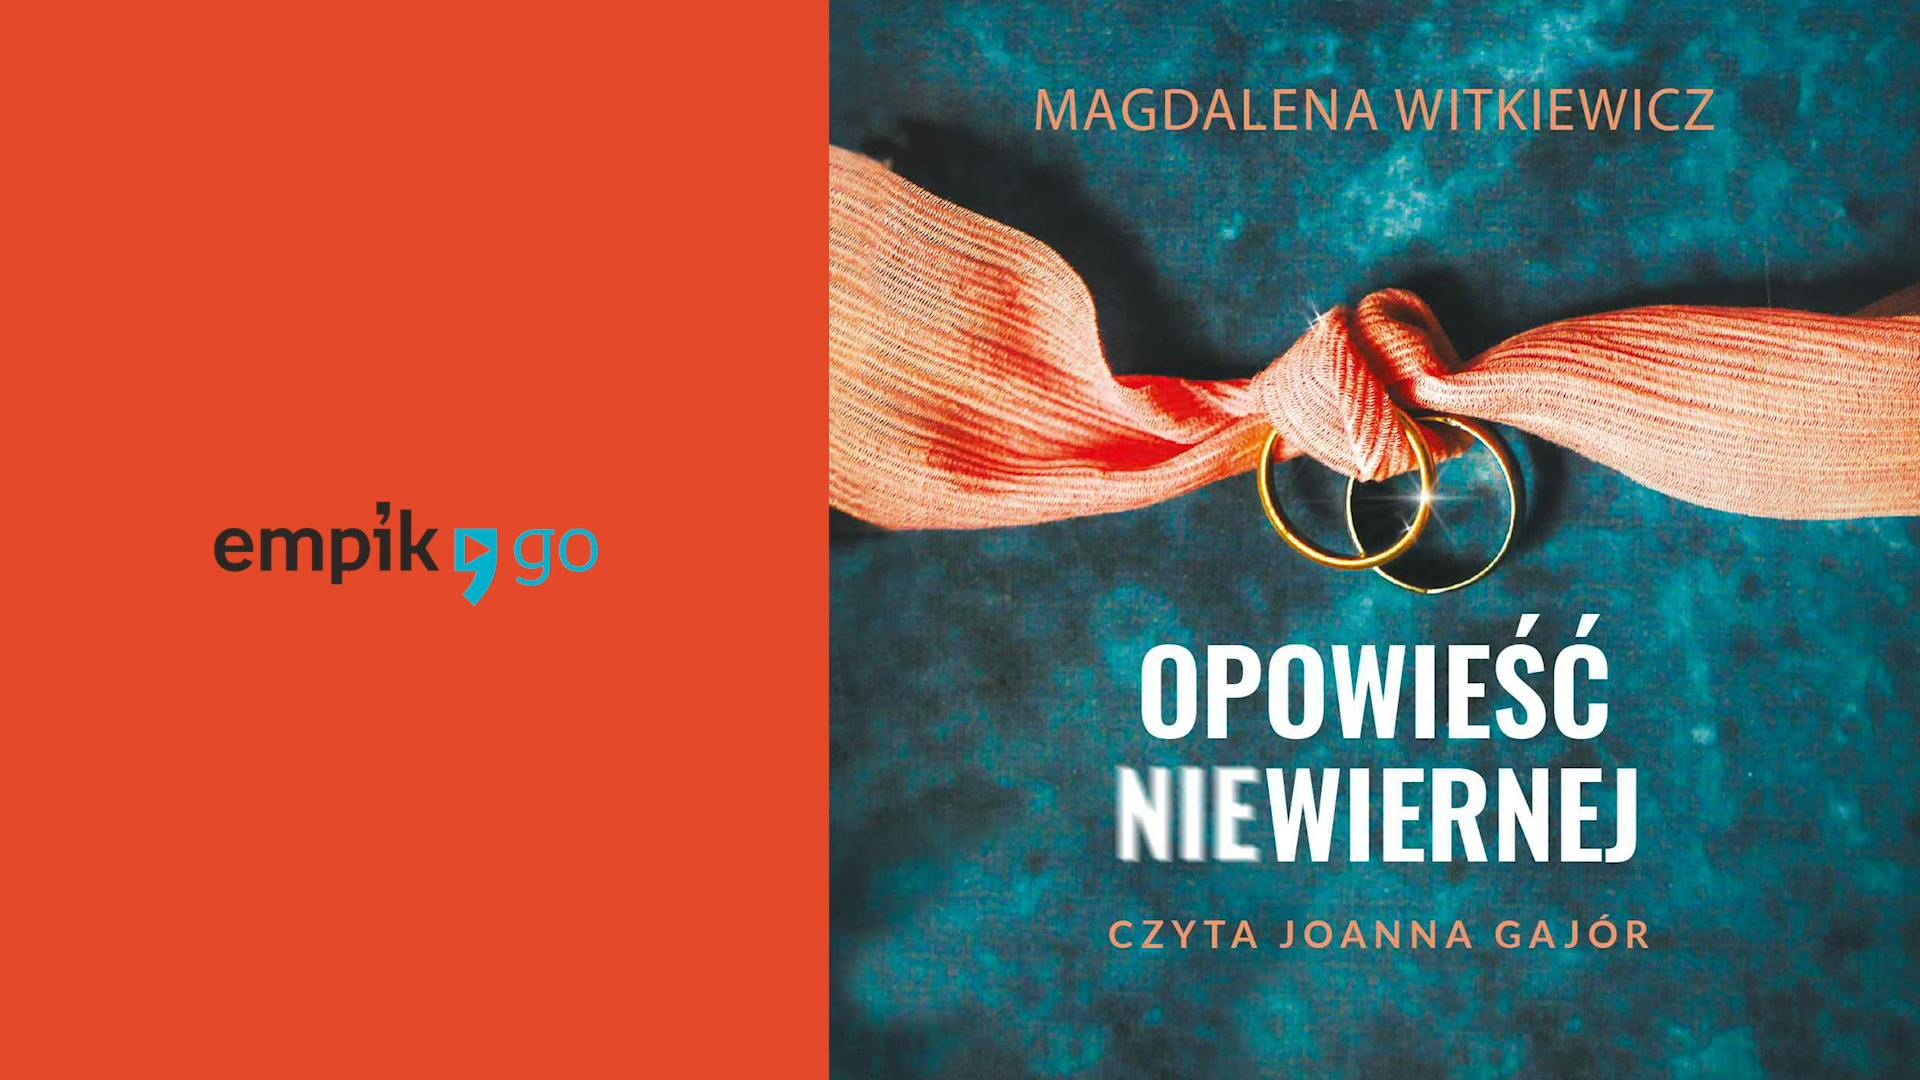 empik go
MAGDALENA WITKIEWICZ
OPOWIEŚĆ
NIEWIERNEJ
CZYTA JOANNA GAJÓR